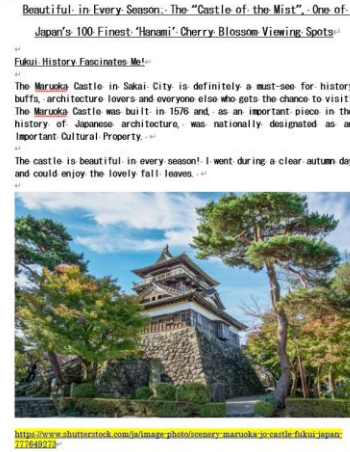 Beautiful in Every Season: The “Castle of the Mist”, One of
Japan's 100 Finest ‘Hanami’ Cherry Blossom Viewing Spots
Fukui History Fascinates Me!
The Maruoka Castle in Sakai City is definitely a must-see for history
buffs, architecture lovers and everyone else who gets the chance to visit
The Maruoka Castle was built in 1576 and, as an important piece in the
history of Japanese architecture, was nationally designated as an
Important Cultural Property.
The castle is beautiful in every season! I went during a clear autumn day
and could enjoy the lovely fall leaves.
https://www.shutterstock.com/ja/image-photo/scenery-maruoka-jo-castle-fukui-japan-
777649273